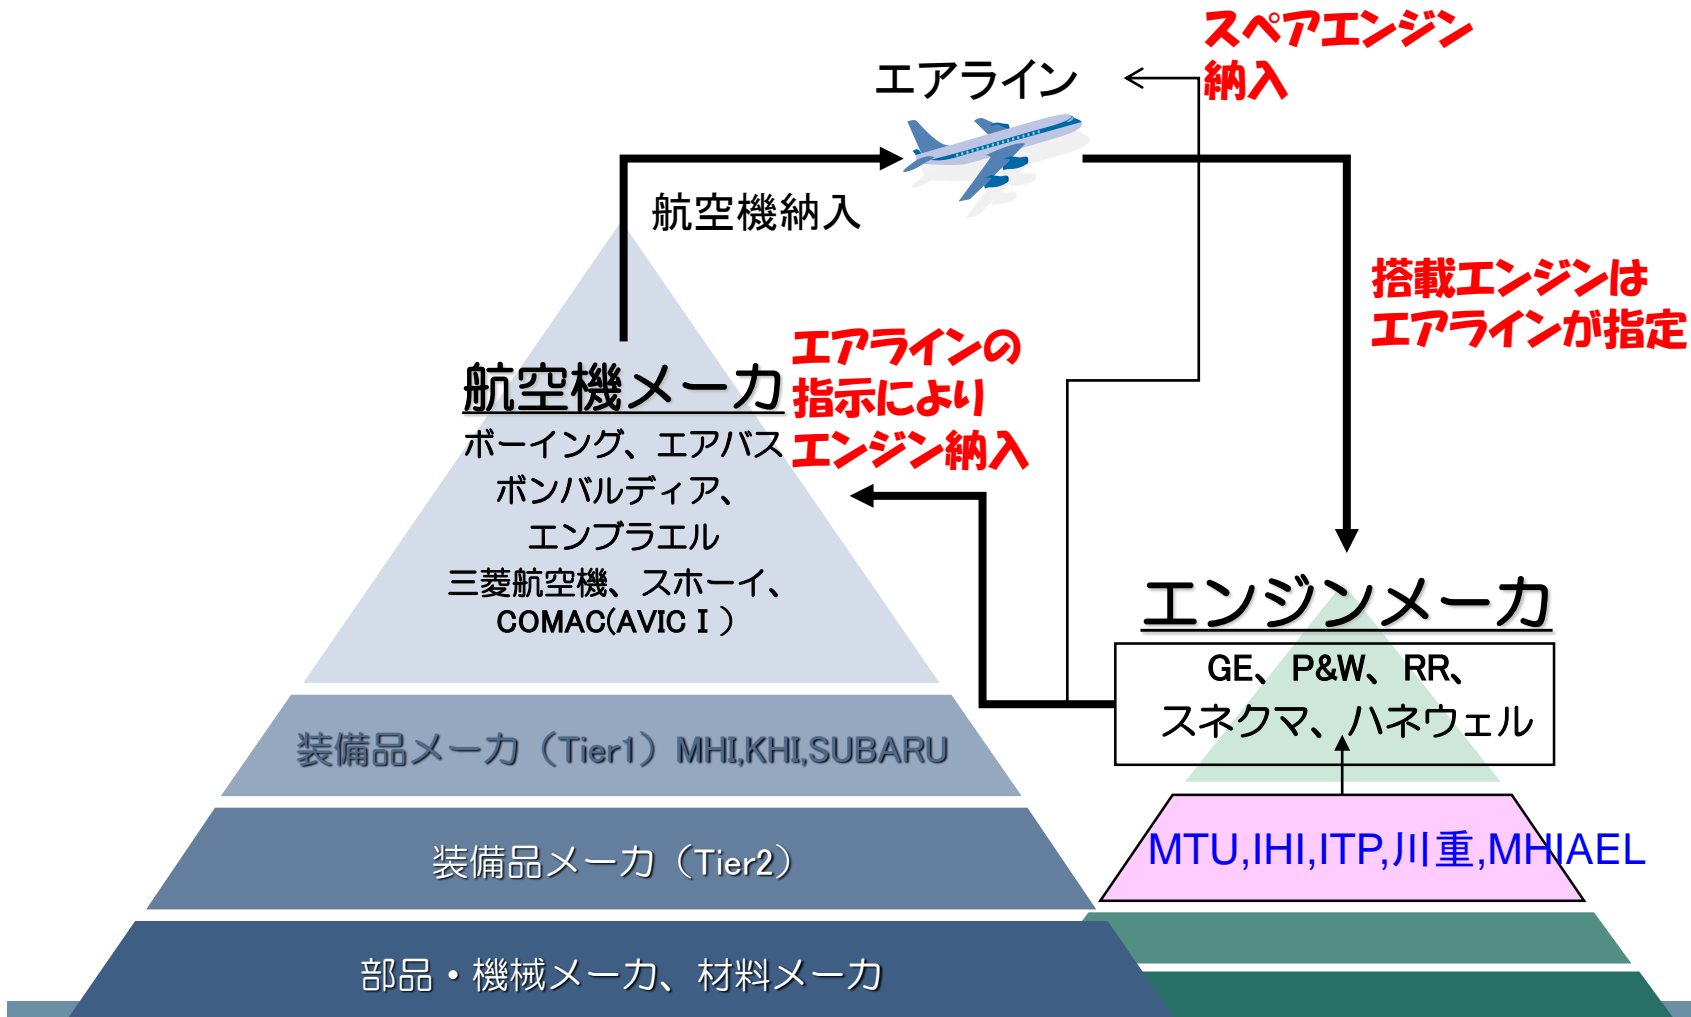 スペアエンジン
納入
エアライン
航空機納入
搭載エンジンは
エアラインが指定
エアラインの
指示により
エンジン納入
航空機メーカ
ボーイング、エアバス
ボンバルディア、
エンブラエル
三菱航空機、スホーイ、
COMAC(AVICⅠ)
エンジンメーカ
GE、P&W、RR、
スネクマ、ハネウェル
装備品メーカ（Tier1）MHI,KHI,SUBARU
MTU,IHI,ITP,川重,MHIAEL
装備品メーカ（Tier2）
部品・機械メーカ、材料メーカ